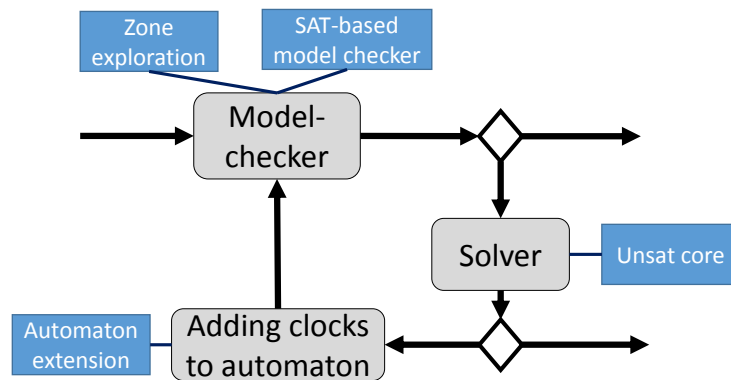 Zone
exploration
SAT-based
model checker
Model-
checker
Solver
Unsat core
Automaton
extension
Adding clocks
to automaton